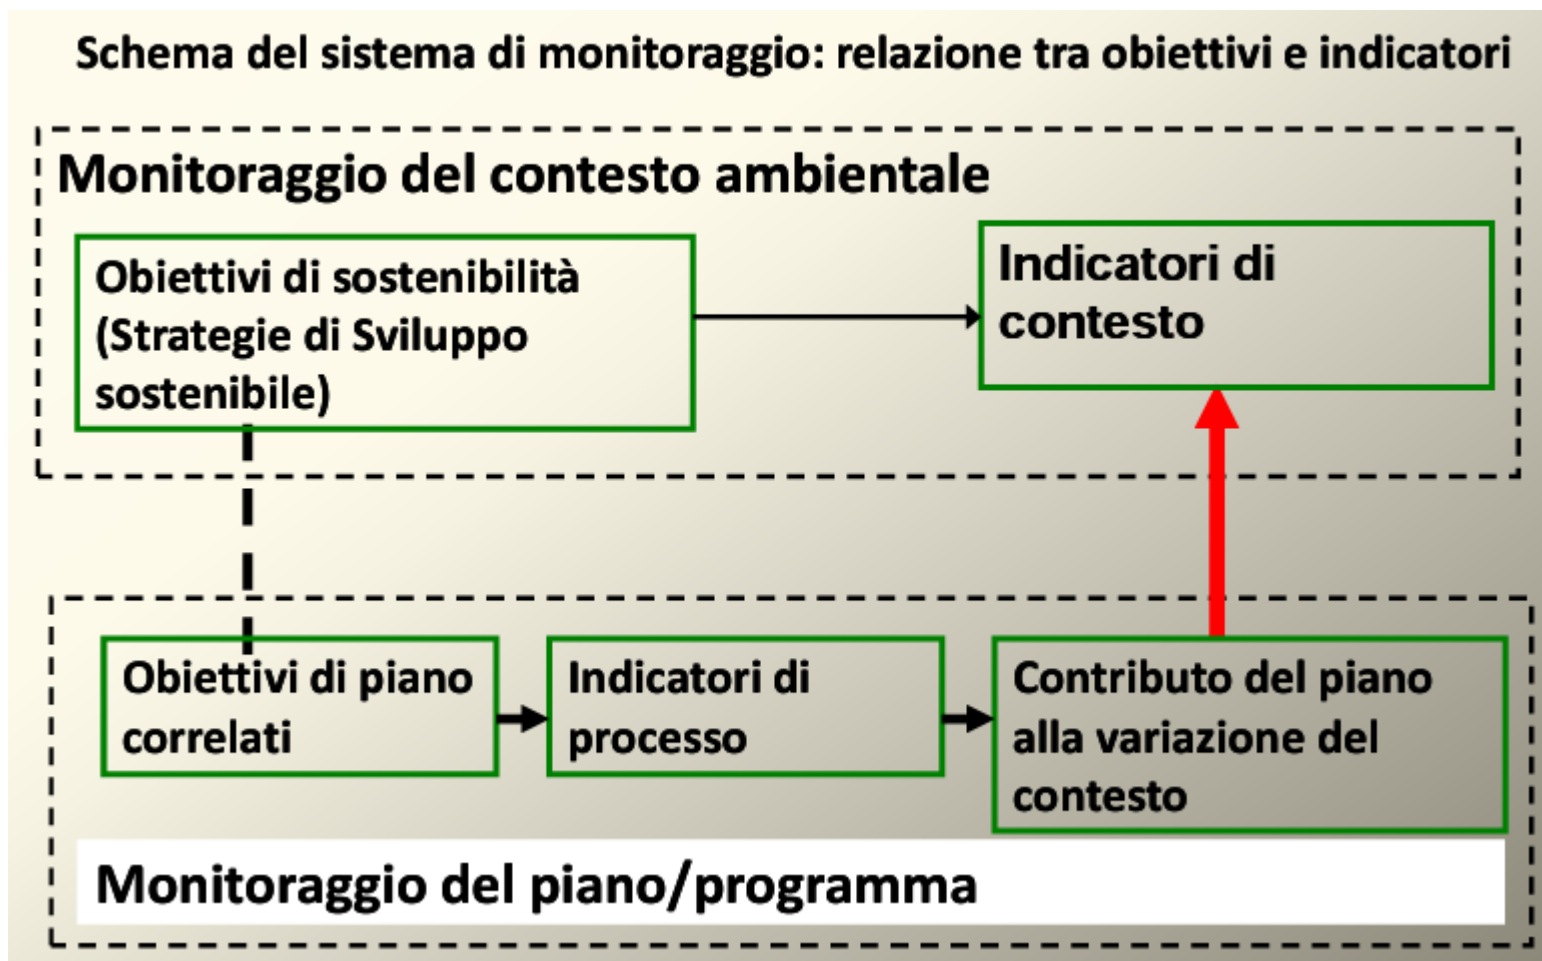 Schema del sistema di monitoraggio: relazione tra obiettivi e indicatori
Monitoraggio del contesto ambientale
Obiettivi di sostenibilità
(Strategie di Sviluppo
sostenibile)
Indicatori di
contesto
Obiettivi di piano
correlati
Indicatori di
processo
Contributo del piano
alla variazione del
contesto
Monitoraggio del piano/programma